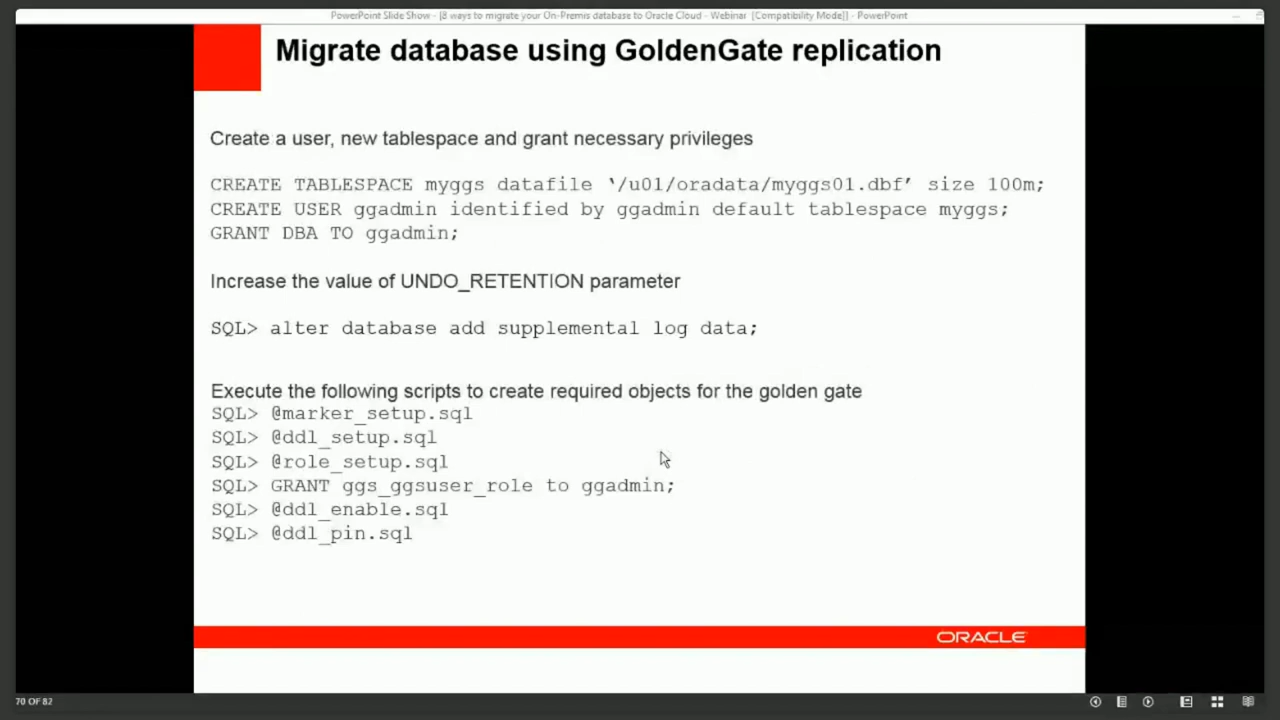 PowerPoint Slide Show - [8 ways to migrate your On-Premis database to Oracle Cloud - Webinar [Compatibility Mode]] - PowerPoint
Migrate database using GoldenGate replication
Create a user, new tablespace and grant necessary privileges
CREATE TABLESPACE myggs datafile ‘/u01/oradata/myggs01.dbf’ size 100m;
CREATE USER ggadmin identified by ggadmin default tablespace myggs;
GRANT DBA TO ggadmin;
Increase the value of UNDO_RETENTION parameter
SQL> alter database add supplemental log data;
Execute the following scripts to create required objects for the golden gate
SQL> @marker_setup.sql
SQL> @ddl_setup.sql
SQL> @role_setup.sql
SQL> GRANT ggs_ggsuser_role to ggadmin;
SQL> @ddl_enable.sql
SQL> @ddl_pin.sql
ORACLE
70 OF 82